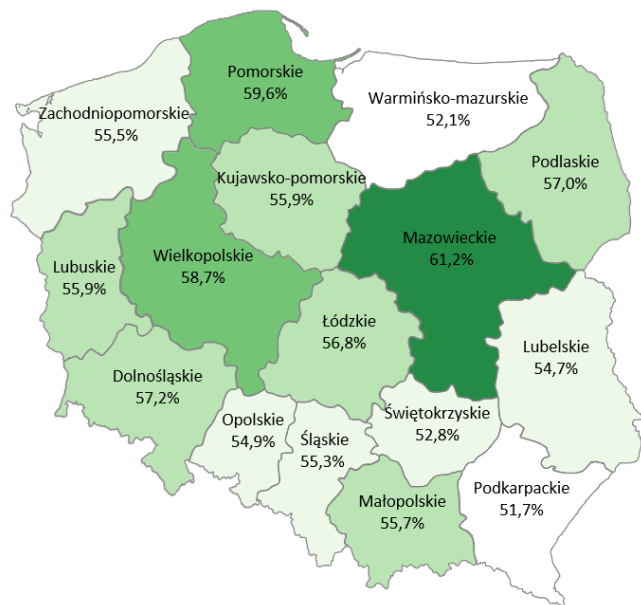 Pomorskie
59,6%
Warmińsko-mazurskie
52,1%
Zachodniopomorskie
55,5%
Podlaskie
57,0%
Kujawsko-pomorskie
55,9%
Mazowieckie
61,2%
Wielkopolskie
58,7%
Lubuskie
55,9%
Łódzkie
56,8%
Lubelskie
54,7%
Dolnośląskie
57,2%
Opolskie
54,9%
Śląskie
55,3%
Świętokrzyskie
52,8%
Małopolskie
55,7%
Podkarpackie
51,7%